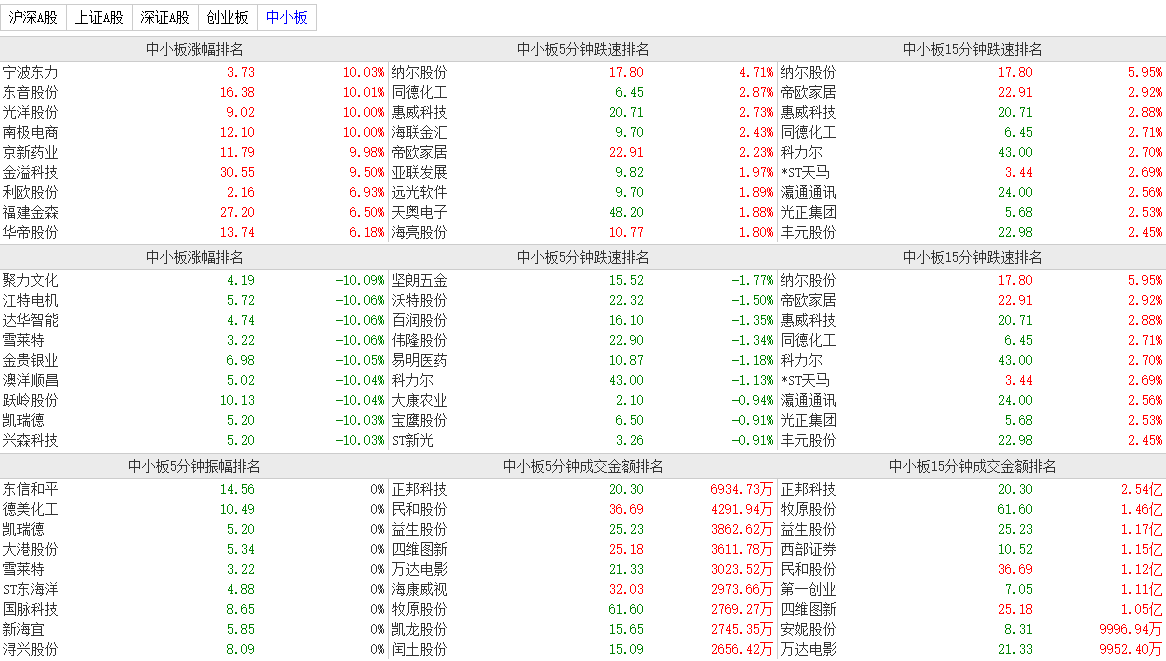 沪深A股 上证A股 深证A股 创业板 中小板
中小板涨幅排名 中小板5分钟跌速排名 中小板15分钟跌速排名
宁波东力 3.73 10.03% 纳尔股份 17.80 4.71% 纳尔股份 17.80 5.95%
东音股份 16.38 10.01% 同德化工 6.45 2.87% 帝欧家居 22.91 2.92%
光洋股份 9.02 10.00% 惠威科技 20.71 2.73% 惠威科技 20.71 2.88%
南极电商 12.10 10.00% 海联金汇 9.70 2.43% 同德化工 6.45 2.71%
京新药业 11.79 9.98% 帝欧家居 22.91 2.23% 科力尔 43.00 2.70%
金溢科技 30.55 9.50% 亚联发展 9.82 1.97% *ST天马 3.44 2.69%
利欧股份 2.16 6.93% 远光软件 9.70 1.89% 瀛通通讯 24.00 2.56%
福建金森 27.20 6.50% 天奥电子 48.20 1.88% 光正集团 5.68 2.53%
华帝股份 13.74 6.18% 海亮股份 10.77 1.80% 丰元股份 22.98 2.45%
中小板涨幅排名 中小板5分钟跌速排名 中小板15分钟跌速排名
聚力文化 4.19 -10.09% 坚朗五金 15.52 -1.77% 纳尔股份 17.80 5.95%
江特电机 5.72 -10.06% 沃特股份 22.32 -1.50% 帝欧家居 22.91 2.92%
达华智能 4.74 -10.06% 百润股份 16.10 -1.35% 惠威科技 20.71 2.88%
雪莱特 3.22 -10.06% 伟隆股份 22.90 -1.34% 同德化工 6.45 2.71%
金贵银业 6.98 -10.05% 易明医药 10.87 -1.18% 科力尔 43.00 2.70%
澳洋顺昌 5.02 -10.04% 科力尔 43.00 -1.13% *ST天马 3.44 2.69%
跃岭股份 10.13 -10.04% 大康农业 2.10 -0.94% 瀛通通讯 24.00 2.56%
凯瑞德 5.20 -10.03% 宝鹰股份 6.50 -0.91% 光正集团 5.68 2.53%
兴森科技 5.20 -10.03% ST新光 3.26 -0.91% 丰元股份 22.98 2.45%
中小板5分钟振幅排名 中小板5分钟成交金额排名 中小板15分钟成交金额排名
东信和平 14.56 0% 正邦科技 20.30 6934.73万 正邦科技 20.30 2.54亿
德美化工 10.49 0% 民和股份 36.69 4291.94万 牧原股份 61.60 1.46亿
凯瑞德 5.20 0% 益生股份 25.23 3862.62万 益生股份 25.23 1.17亿
大港股份 5.34 0% 四维图新 25.18 3611.78万 西部证券 10.52 1.15亿
雪莱特 3.22 0% 万达电影 21.33 3023.52万 民和股份 36.69 1.12亿
ST东海洋 4.88 0% 海康威视 32.03 2973.66万 第一创业 7.05 1.11亿
国脉科技 8.65 0% 牧原股份 61.60 2769.27万 四维图新 25.18 1.05亿
新海宜 5.85 0% 凯龙股份 15.65 2745.35万 安妮股份 8.31 9996.94万
浔兴股份 8.09 0% 闰土股份 15.09 2656.42万 万达电影 21.33 9952.40万